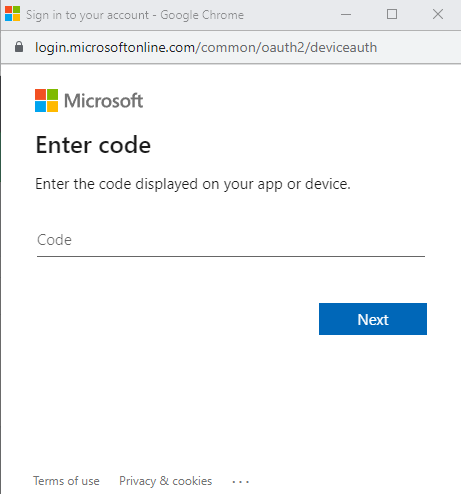 Sign in to your account - Google Chrome
login.microsoftonline.com/common/oauth2/deviceauth
Microsoft
Enter code
Enter the code displayed on your app or device.
Code
Next
Terms of use Privacy & cookies ...